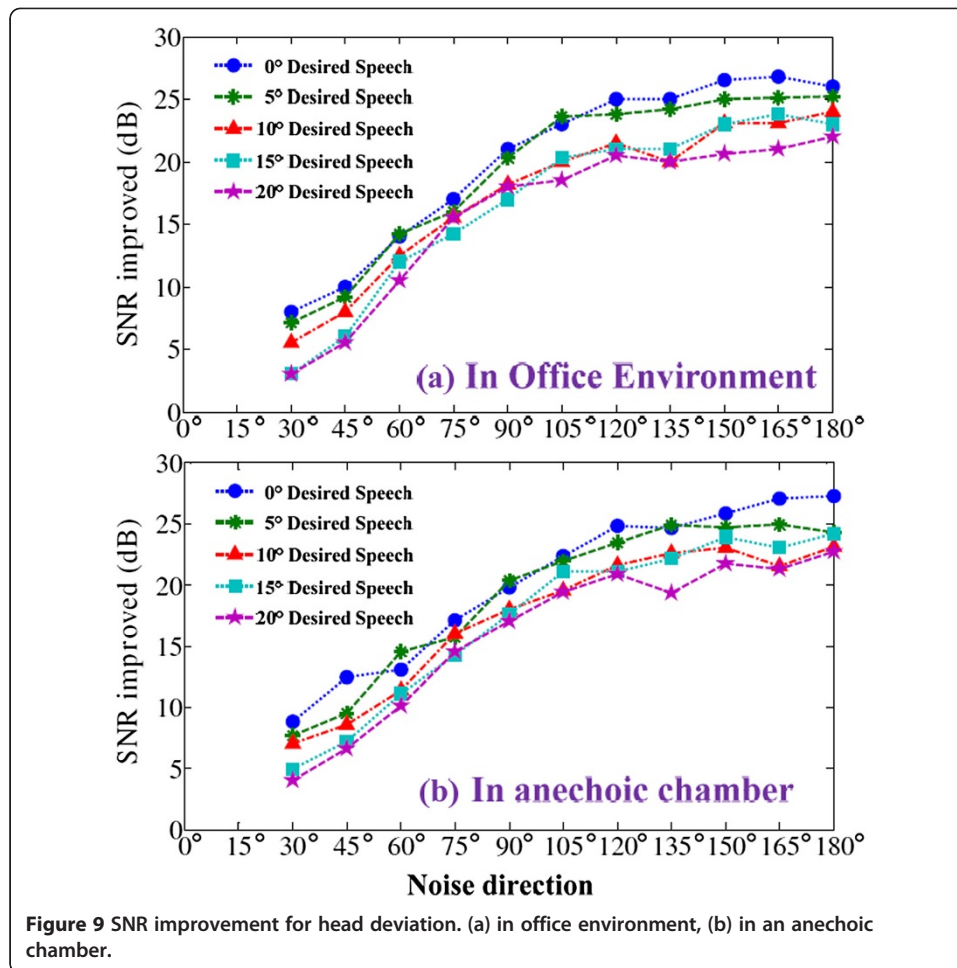 30
25
20
15
10
5
0
SNR improved (dB)
0° Desired Speech
5° Desired Speech
10° Desired Speech
15° Desired Speech
20° Desired Speech
(a) In Office Environment
0° 15° 30° 45° 60° 75° 90° 105° 120° 135° 150° 165° 180°
30
25
20
15
10
5
0
SNR improved (dB)
0° Desired Speech
5° Desired Speech
10° Desired Speech
15° Desired Speech
20° Desired Speech
(b) In anechoic chamber
0° 15° 30° 45° 60° 75° 90° 105° 120° 135° 150° 165° 180°
Noise direction
Figure 9 SNR improvement for head deviation. (a) in office environment, (b) in an anechoic
chamber.